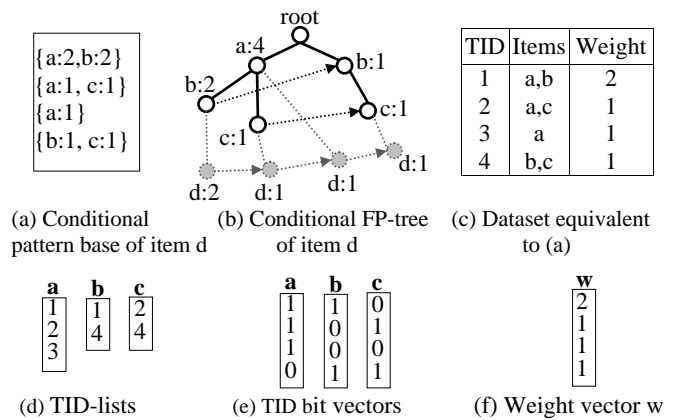 {a:2,b:2}
{a:1, c:1}
{a:1}
{b:1, c:1}
(a) Conditional
pattern base of item d
root
a:4
b:1
b:2
c:1
c:1
d:2
d:1
d:1
d:1
(b) Conditional FP-tree
of item d
TID Items Weight
1 a,b 2
2 a,c 1
3 a 1
4 b,c 1
(c) Dataset equivalent
to (a)
a b c
1 1 2
2 4 4
3
(d) TID-lists
a b c
1 1 0
1 0 1
1 0 0
0 1 1
(e) TID bit vectors
w
2
1
1
1
(f) Weight vector w